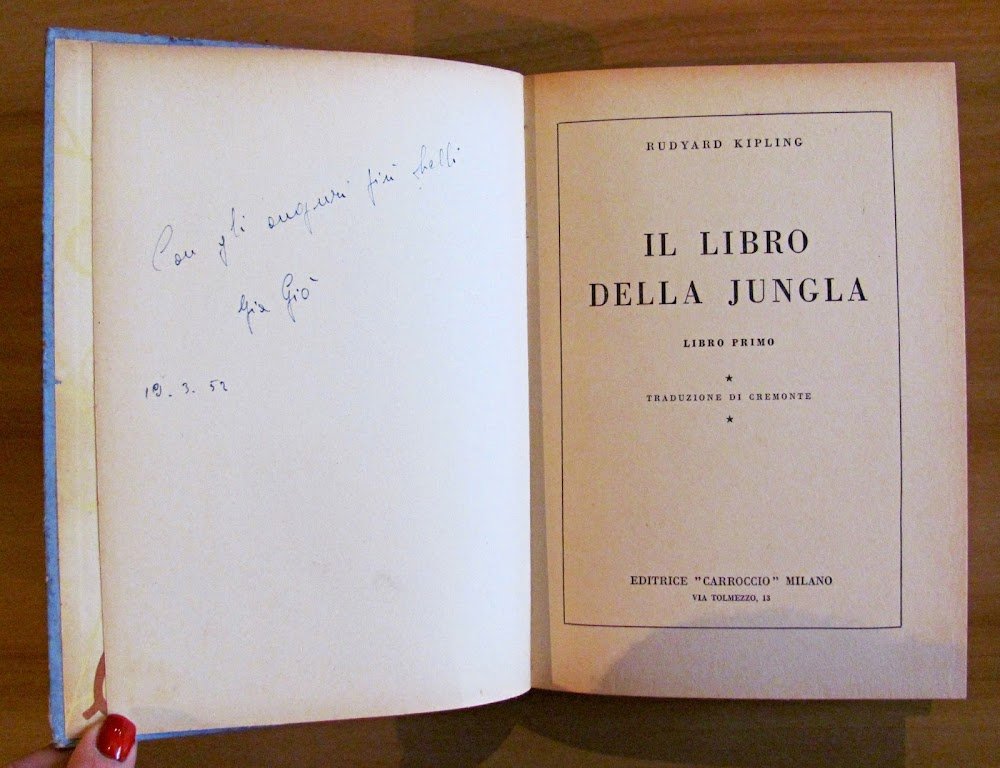 Con gli auguri più belli
Giò
19.3.52
RUDYARD KIPLING
IL LIBRO
DELLA JUNGLA
LIBRO PRIMO
★
TRADUZIONE DI CREMONTE
★
EDITRICE "CARROCCIO" MILANO
VIA TOLMEZZO, 13